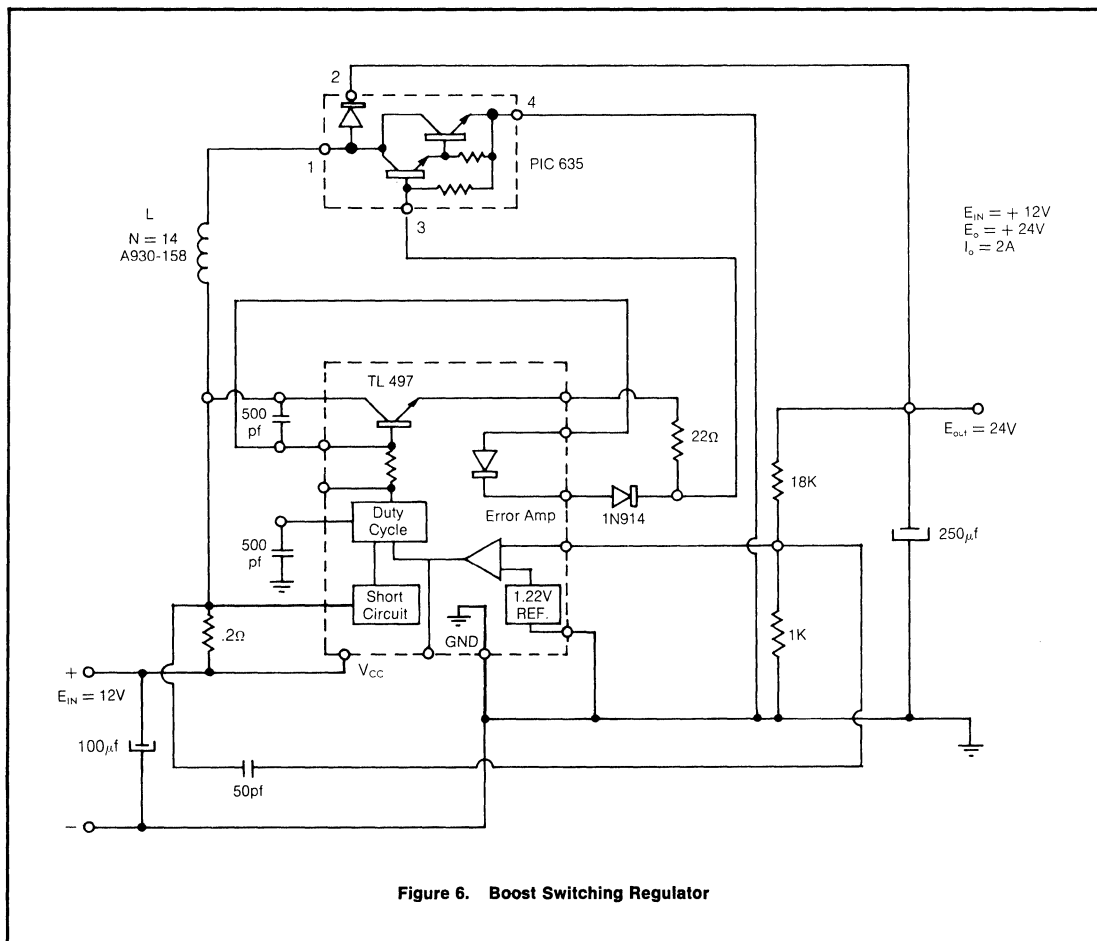 2
4
1
PIC 635
3
L
N = 14
A930-158
E_IN = + 12V
E_o = + 24V
I_o = 2A
TL 497
500
pf
22Ω
E_out = 24V
18K
Duty
Cycle
Error Amp
1N914
250μf
500
pf
Short
Circuit
1.22V
REF.
.2Ω
GND
1K
+
V_CC
E_IN = 12V
100μf
50pf
−
Figure 6. Boost Switching Regulator